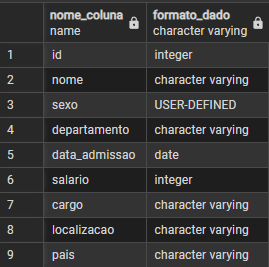 nome_coluna formato_dado
name character varying
1 id integer
2 nome character varying
3 sexo USER-DEFINED
4 departamento character varying
5 data_admissao date
6 salario integer
7 cargo character varying
8 localizacao character varying
9 pais character varying